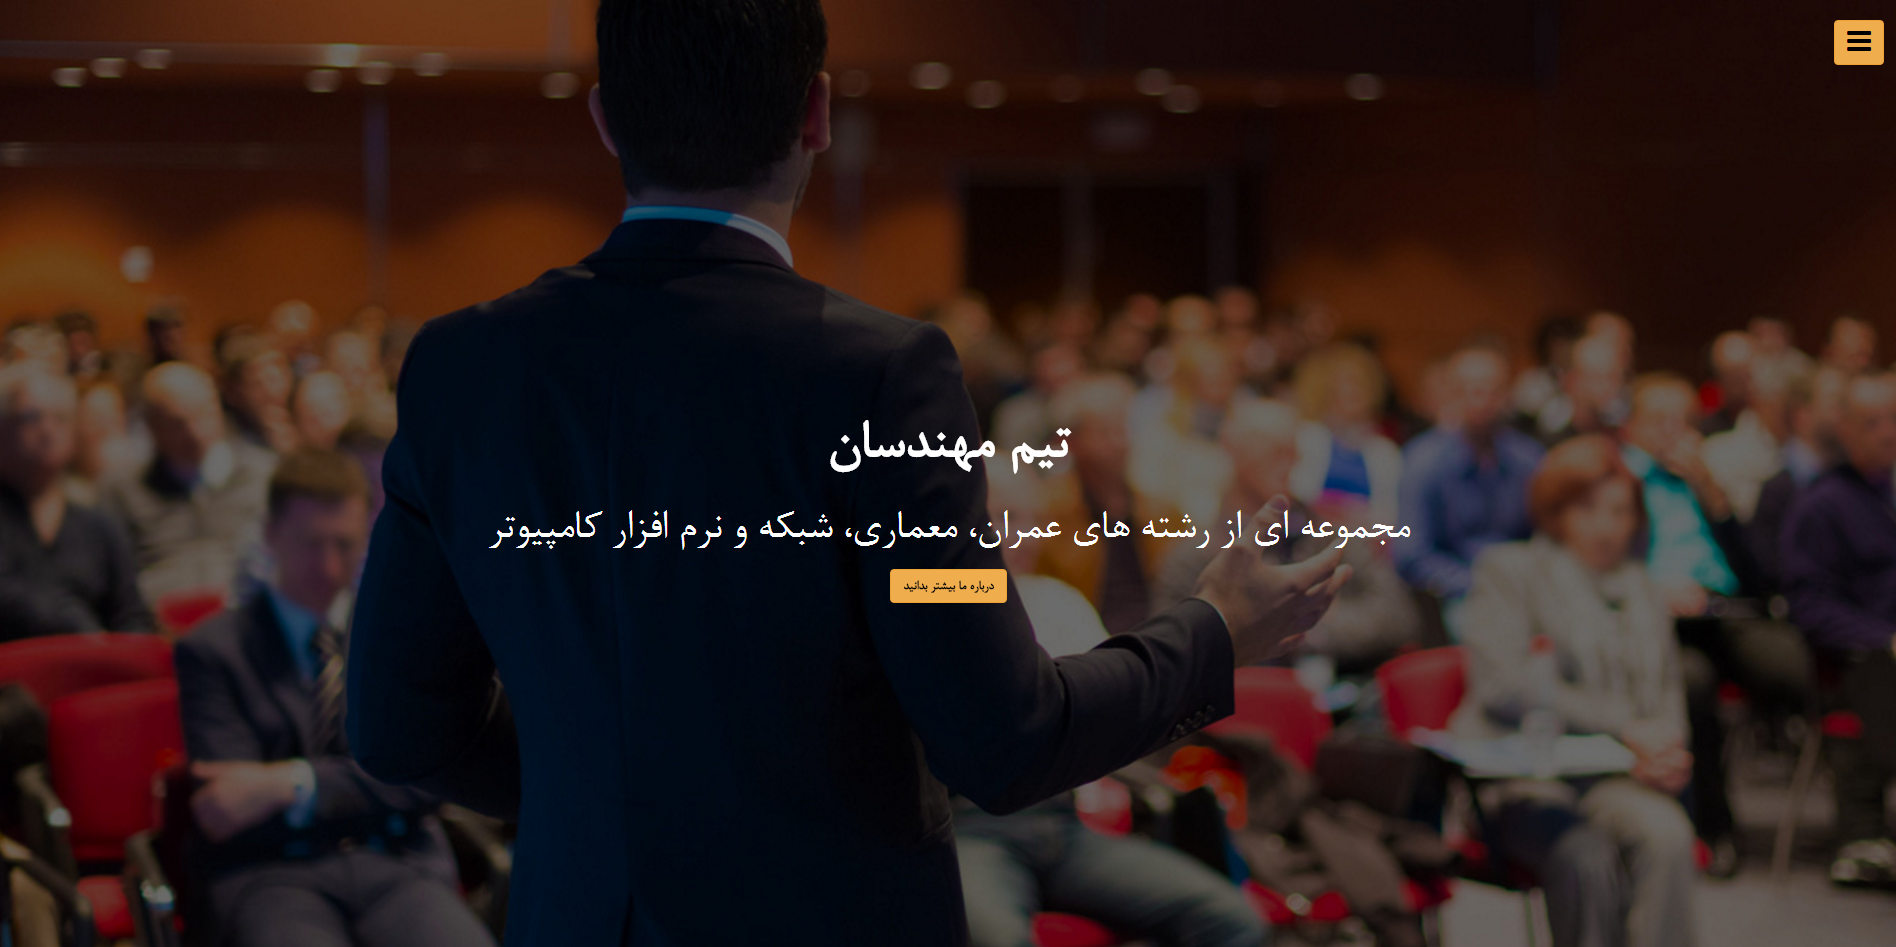 تیم مهندسان
مجموعه ای از رشته های عمران، معماری، شبکه و نرم افزار کامپیوتر
درباره ما بیشتر بدانید